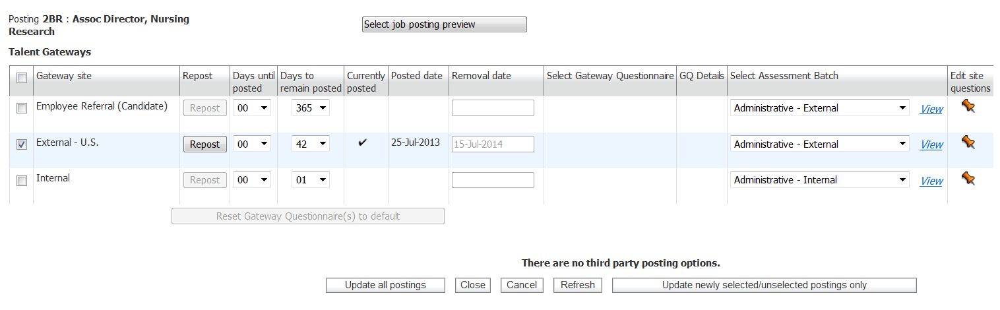 Posting 2BR : Assoc Director, Nursing
Research
Select job posting preview
Talent Gateways
Gateway site
Repost
Days until
posted
Days to
remain posted
Currently
posted
Posted date
Removal date
Select Gateway Questionnaire
GQ Details
Select Assessment Batch
Edit site
questions
Employee Referral (Candidate)
Repost
00
365
Administrative - External
View
External - U.S.
Repost
00
42
25-Jul-2013
15-Jul-2014
Administrative - External
View
Internal
Repost
00
01
Administrative - Internal
View
Reset Gateway Questionnaire(s) to default
There are no third party posting options.
Update all postings
Close
Cancel
Refresh
Update newly selected/unselected postings only